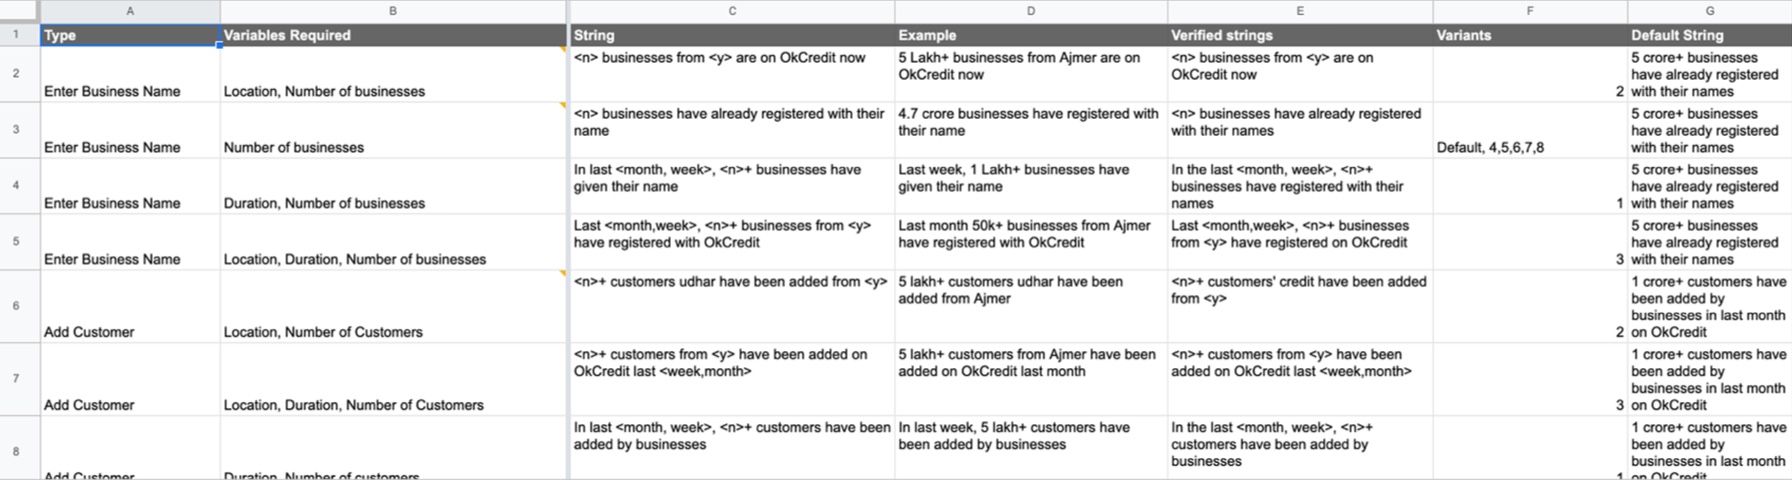 A B C D E F G
1 Type Variables Required String Example Verified strings Variants Default String
2
Enter Business Name
Location, Number of businesses
<n> businesses from <y> are on OkCredit now
5 Lakh+ businesses from Ajmer are on
OkCredit now
<n> businesses from <y> are on
OkCredit now
2
5 crore+ businesses
have already registered
with their names
3
Enter Business Name
Number of businesses
<n> businesses have already registered with their
name
4.7 crore businesses have registered with
their name
<n> businesses have already registered
with their names
Default, 4,5,6,7,8
5 crore+ businesses
have already registered
with their names
4
Enter Business Name
Duration, Number of businesses
In last <month, week>, <n>+ businesses have
given their name
Last week, 1 Lakh+ businesses have
given their name
In the last <month, week>, <n>+
businesses have registered with their
names
1
5 crore+ businesses
have already registered
with their names
5
Enter Business Name
Location, Duration, Number of businesses
Last <month,week>, <n>+ businesses from <y>
have registered with OkCredit
Last month 50k+ businesses from Ajmer
have registered with OkCredit
Last <month,week>, <n>+ businesses
from <y> have registered on OkCredit
3
5 crore+ businesses
have already registered
with their names
6
Add Customer
Location, Number of Customers
<n>+ customers udhar have been added from <y>
5 lakh+ customers udhar have been
added from Ajmer
<n>+ customers' credit have been added
from <y>
2
1 crore+ customers have
been added by
businesses in last month
on OkCredit
7
Add Customer
Location, Duration, Number of Customers
<n>+ customers from <y> have been added on
OkCredit last <week,month>
5 lakh+ customers from Ajmer have been
added on OkCredit last month
<n>+ customers from <y> have been
added on OkCredit last <week,month>
3
1 crore+ customers have
been added by
businesses in last month
on OkCredit
8
Add Customer
Duration, Number of customers
In last <month, week>, <n>+ customers have been
added by businesses
In last week, 5 lakh+ customers have
been added by businesses
In the last <month, week>, <n>+
customers have been added by
businesses
1
1 crore+ customers have
been added by
businesses in last month
on OkCredit